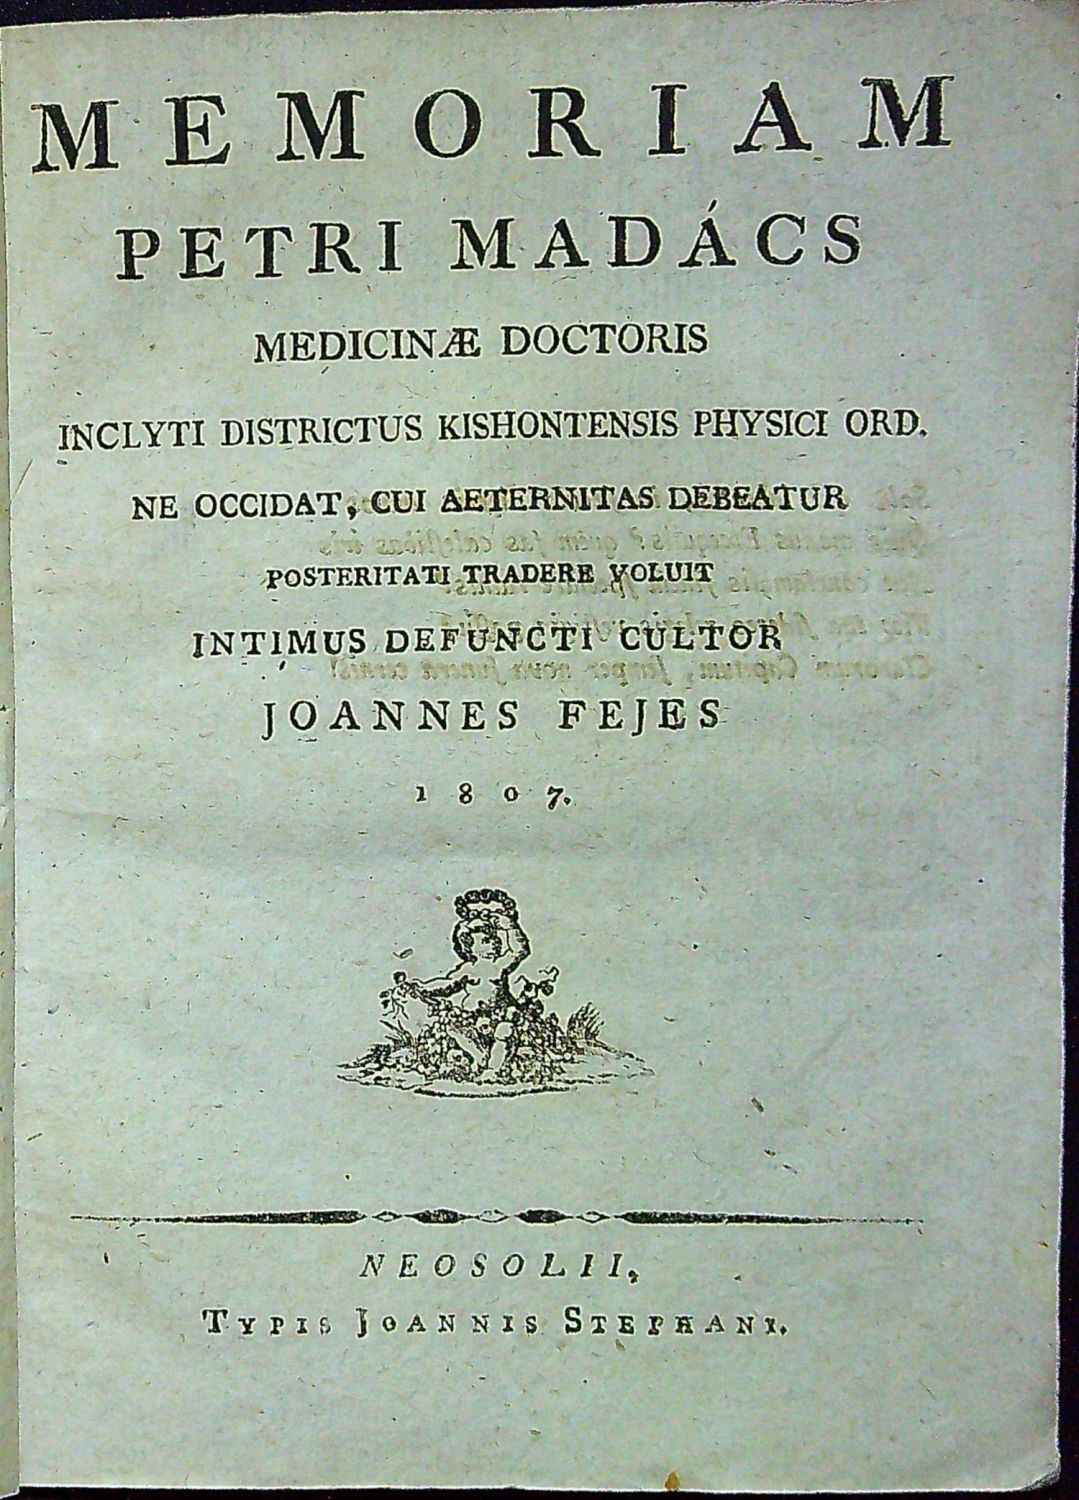 MEMORIAM
PETRI MADÁCS
MEDICINÆ DOCTORIS
INCLYTI DISTRICTUS KISHONTENSIS PHYSICI ORD.
NE OCCIDAT, CUI AETERNITAS DEBEATUR
POSTERITATI TRADERE VOLUIT
INTIMUS DEFUNCTI CULTOR
JOANNES FEJES
1807.
NEOSOLII,
TYPIS JOANNIS STEPHANI.